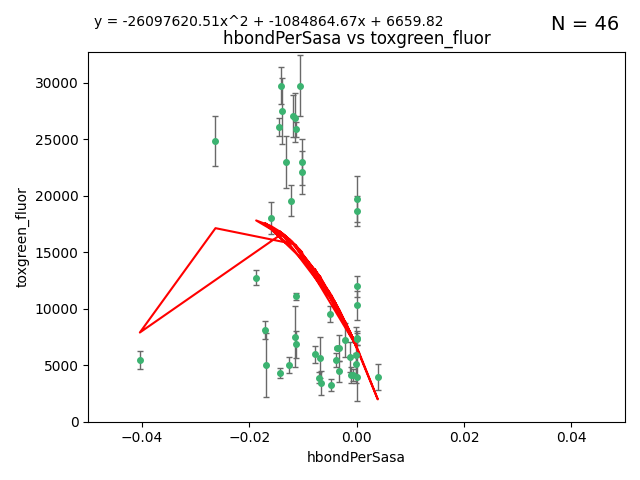 y = -26097620.51x^2 + -1084864.67x + 6659.82
N = 46
hbondPerSasa vs toxgreen_fluor
30000
25000
20000
15000
10000
5000
0
toxgreen_fluor
−0.04
−0.02
0.00
0.02
0.04
hbondPerSasa